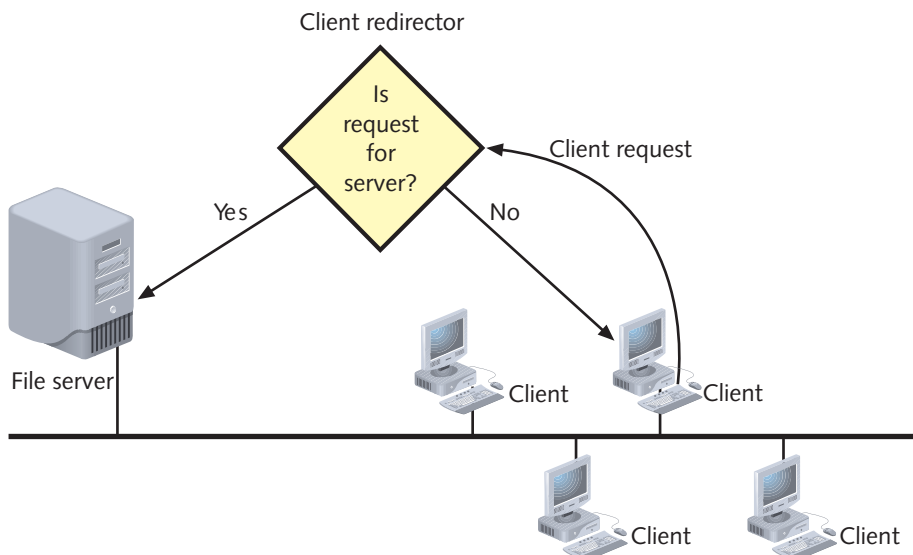 Client redirector
Is
request
for
server?
Client request
Yes
No
File server
Client
Client
Client
Client